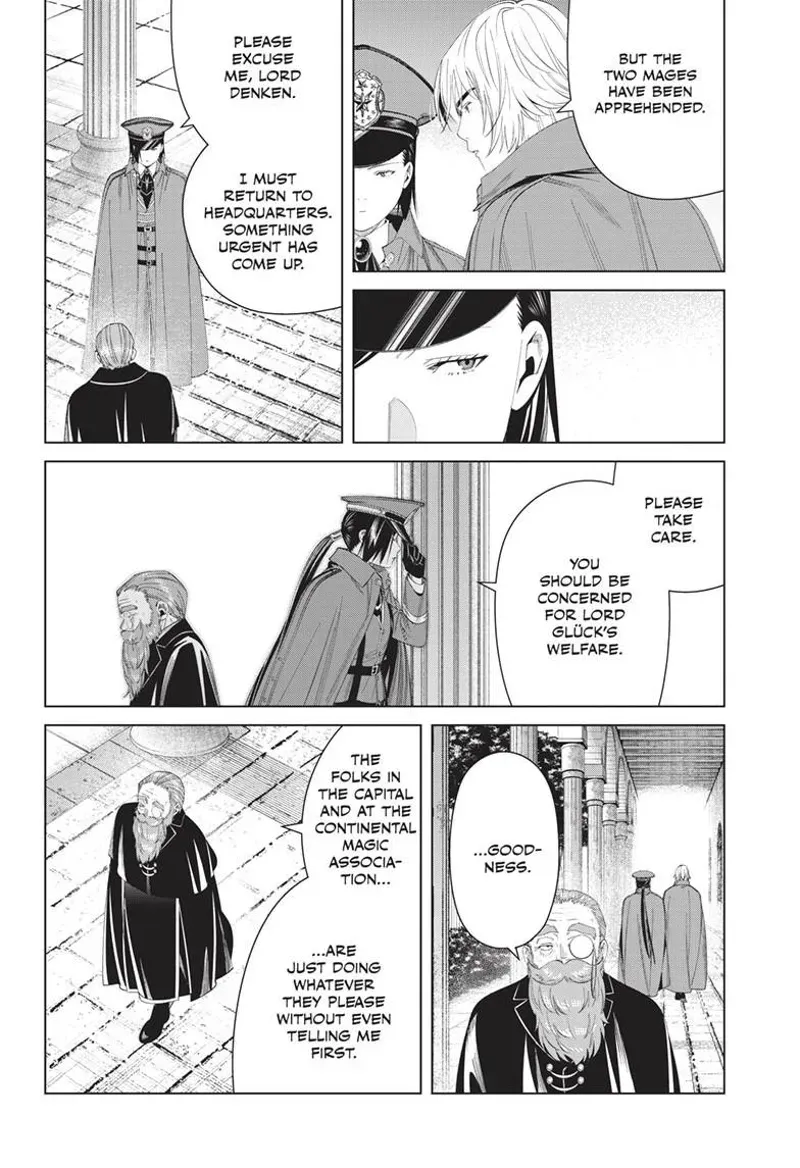 BUT THE
TWO MAGES
HAVE BEEN
APPREHENDED.
PLEASE
EXCUSE
ME, LORD
DENKEN.
I MUST
RETURN TO
HEADQUARTERS.
SOMETHING
URGENT HAS
COME UP.
PLEASE
TAKE
CARE.
YOU
SHOULD BE
CONCERNED
FOR LORD
GLÜCK'S
WELFARE.
...GOOD-
NESS.
THE
FOLKS IN
THE CAPITAL
AND AT THE
CONTINENTAL
MAGIC
ASSOCIA-
TION...
...ARE
JUST DOING
WHATEVER
THEY PLEASE
WITHOUT EVEN
TELLING ME
FIRST.